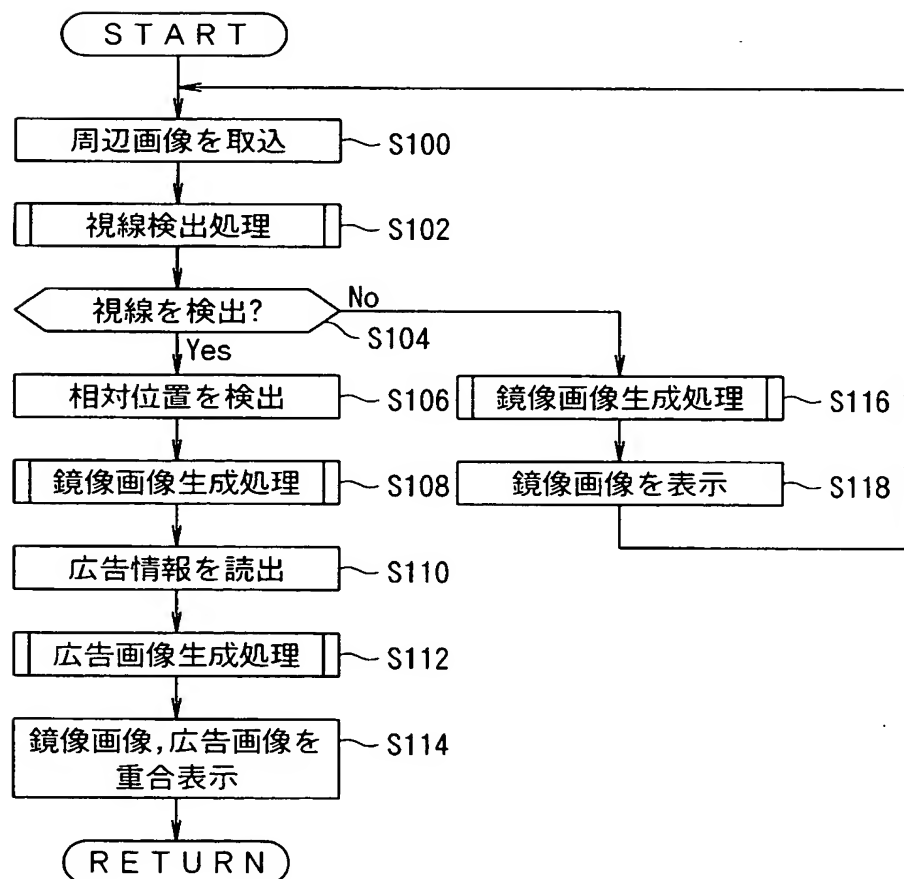 START
周辺画像を取込
S100
視線検出処理
S102
視線を検出?
No
S104
Yes
相対位置を検出
S106
鏡像画像生成処理
S116
鏡像画像生成処理
S108
鏡像画像を表示
S118
広告情報を読出
S110
広告画像生成処理
S112
鏡像画像,広告画像を
重合表示
S114
RETURN